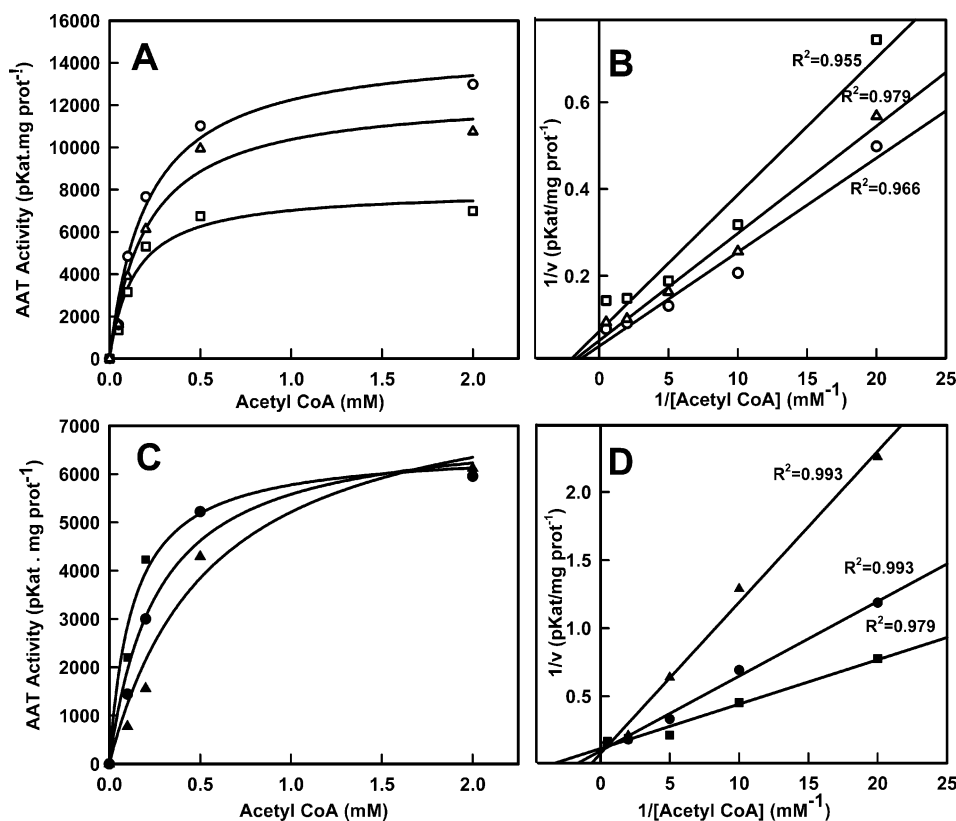 A
AAT Activity (pKat.mg prot⁻¹)
16000
14000
12000
10000
8000
6000
4000
2000
0
0.0 0.5 1.0 1.5 2.0
Acetyl CoA (mM)
B
1/v (pKat/mg prot⁻¹)
0.6
0.4
0.2
R²=0.955
R²=0.979
R²=0.966
0 5 10 15 20 25
1/[Acetyl CoA] (mM⁻¹)
C
AAT Activity (pKat . mg prot⁻¹)
7000
6000
5000
4000
3000
2000
1000
0
0.0 0.5 1.0 1.5 2.0
Acetyl CoA (mM)
D
1/v (pKat/mg prot⁻¹)
2.0
1.5
1.0
0.5
R²=0.993
R²=0.993
R²=0.979
0 5 10 15 20 25
1/[Acetyl CoA] (mM⁻¹)